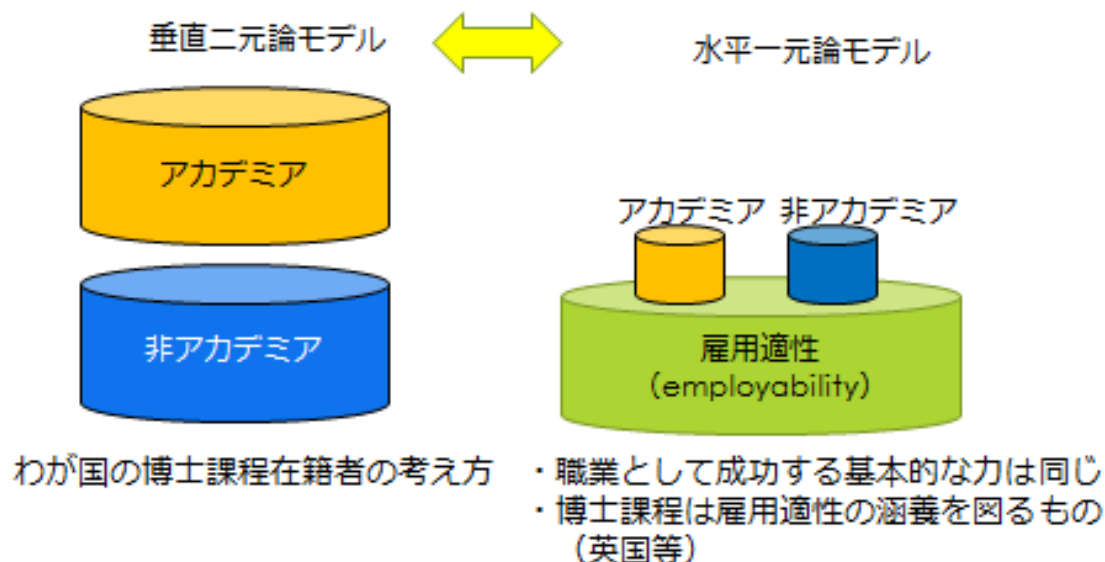 垂直二元論モデル
水平一元論モデル
アカデミア
非アカデミア
わが国の博士課程在籍者の考え方
アカデミア 非アカデミア
雇用適性
（employability）
・職業として成功する基本的な力は同じ
・博士課程は雇用適性の涵養を図るもの
（英国等）